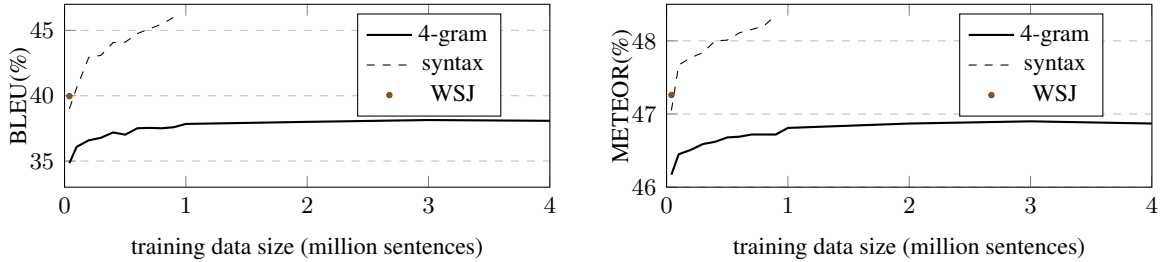 BLEU(%)
45
40
35
0 1 2 3 4
training data size (million sentences)
4-gram
syntax
WSJ
METEOR(%)
48
47
46
0 1 2 3 4
training data size (million sentences)
4-gram
syntax
WSJ